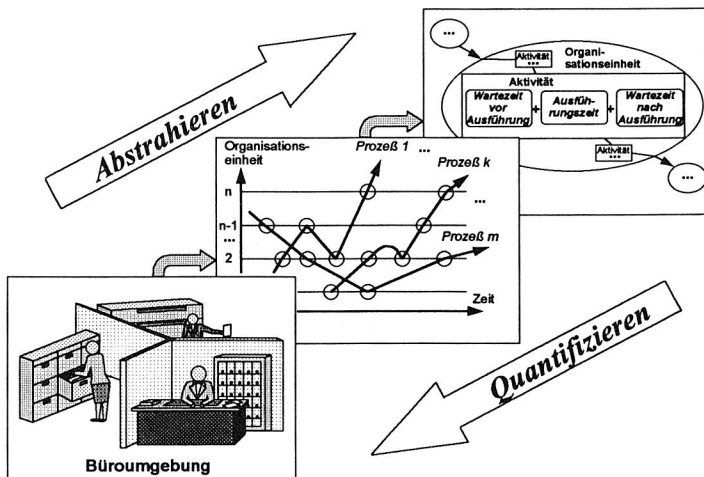 Abstrahieren
...
Aktivität
...
Organi-
sationseinheit
Aktivität
Wartezeit
vor
Ausführung
+
Ausfüh-
rungszeit
+
Wartezeit
nach
Ausführung
Aktivität
...
...
Organisations-
einheit
Prozeß 1 ...
Prozeß k
n
...
n-1
...
Prozeß m
2
Zeit
Büroumgebung
Quantifizieren